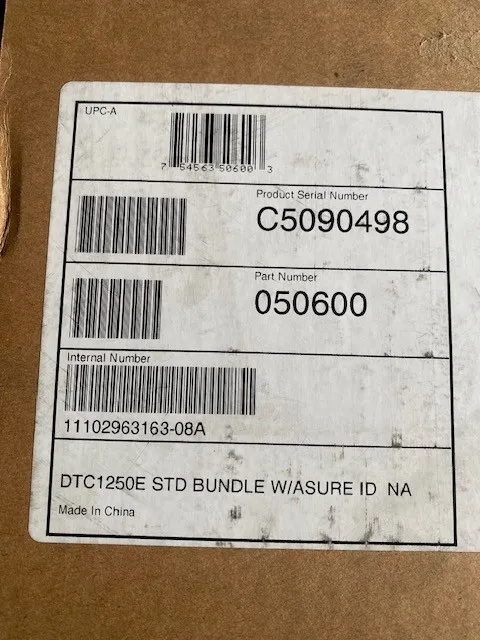 UPC-A
7 54563 50600 3
Product Serial Number
C5090498
Part Number
050600
Internal Number
11102963163-08A
DTC1250E STD BUNDLE W/ASURE ID NA
Made In China